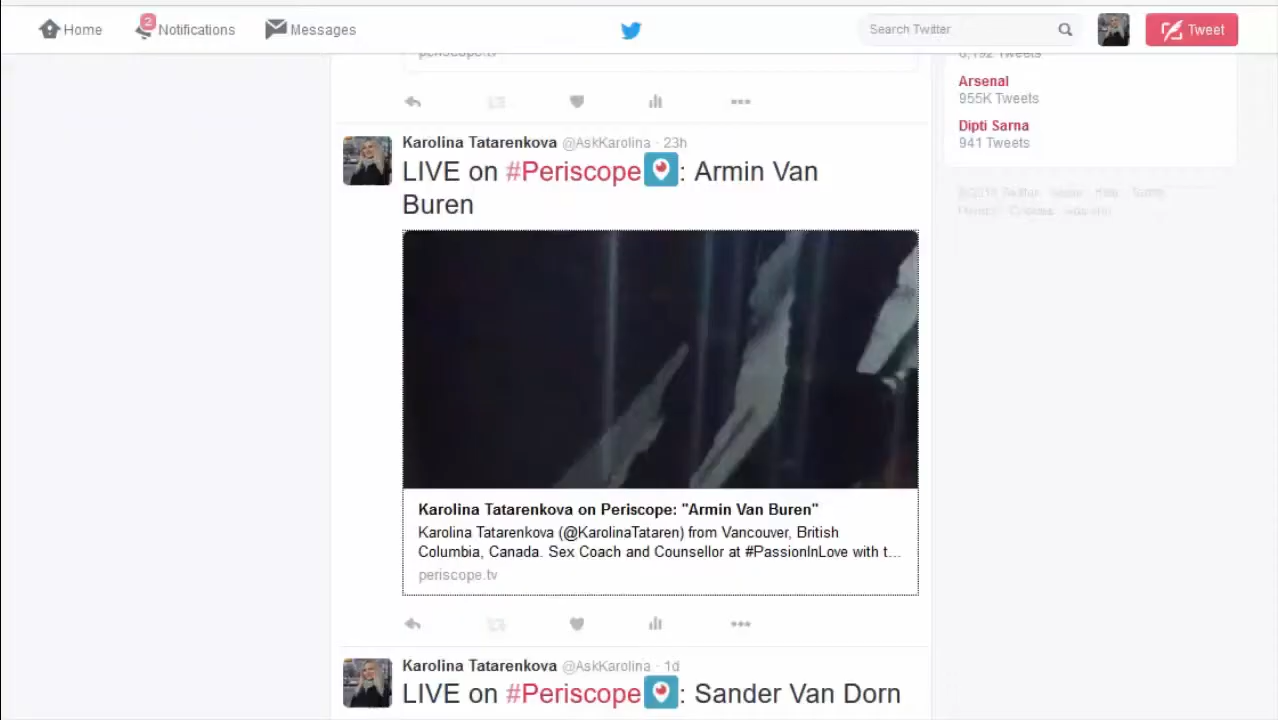 Home
2
Notifications
Messages
Search Twitter
Tweet
periscope.tv
6,192 Tweets
Arsenal
955K Tweets
Dipti Sarna
941 Tweets
Karolina Tatarenkova @AskKarolina · 23h
LIVE on #Periscope: Armin Van
Buren
Karolina Tatarenkova on Periscope: "Armin Van Buren"
Karolina Tatarenkova (@KarolinaTataren) from Vancouver, British
Columbia, Canada. Sex Coach and Counsellor at #PassionInLove with t...
periscope.tv
Karolina Tatarenkova @AskKarolina · 1d
LIVE on #Periscope: Sander Van Dorn